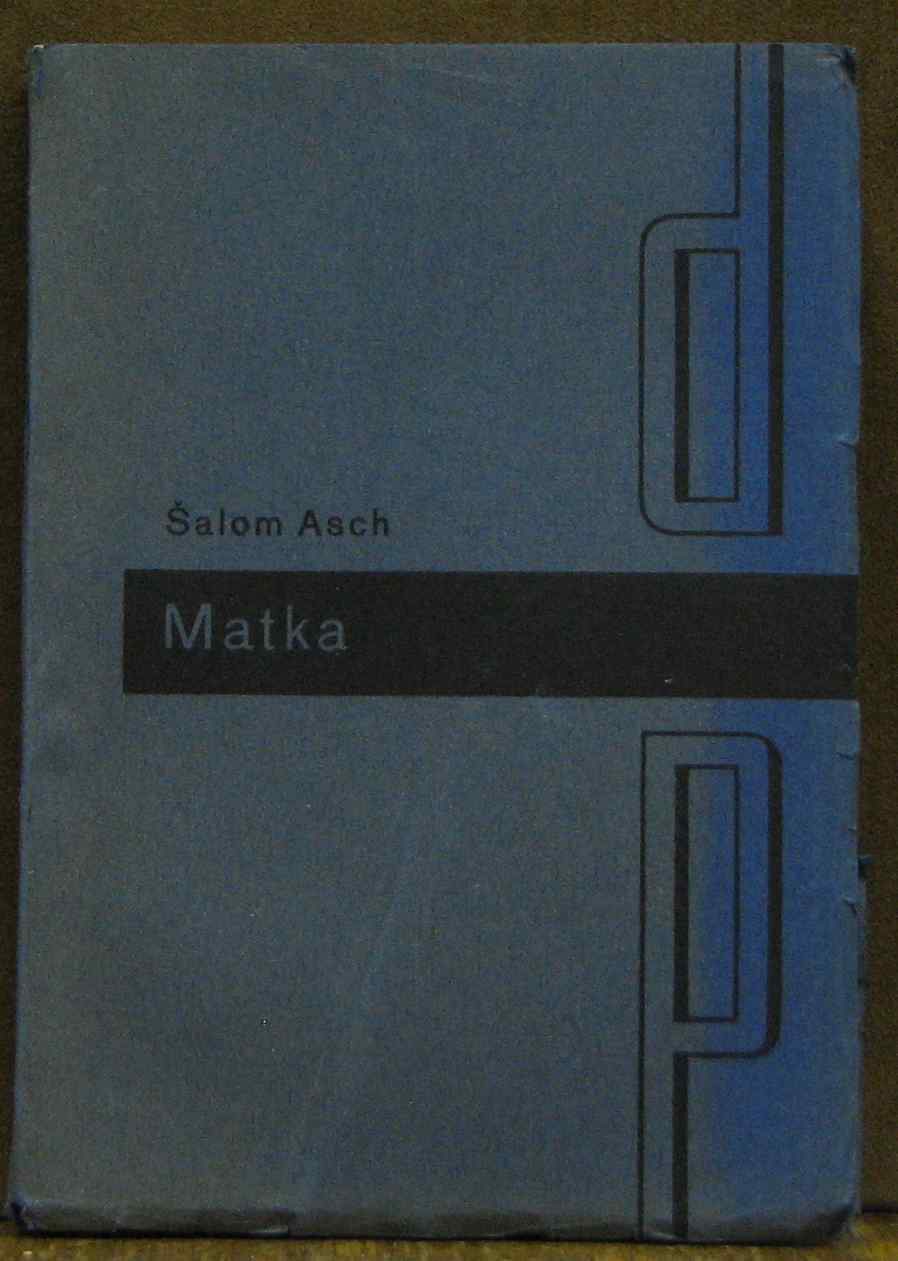 d
Šalom Asch
Matka
p